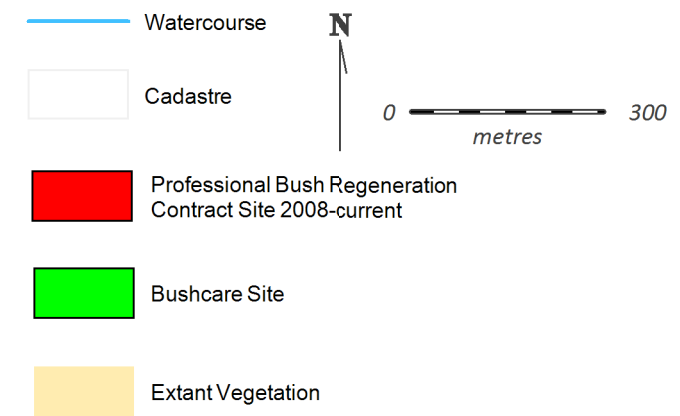 Watercourse
N
Cadastre
0
300
metres
Professional Bush Regeneration
Contract Site 2008-current
Bushcare Site
Extant Vegetation